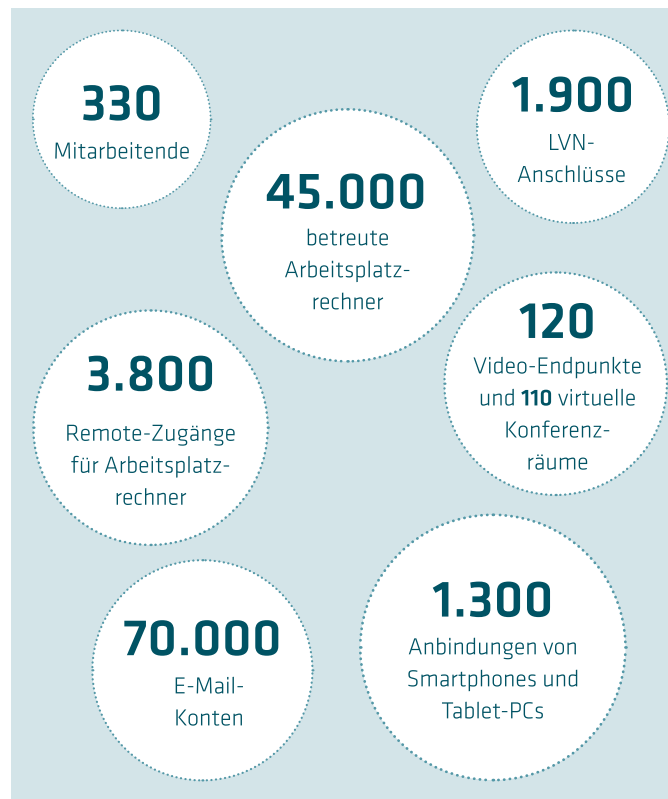 330
Mitarbeitende
1.900
LVN-
Anschlüsse
45.000
betreute
Arbeitsplatz-
rechner
120
Video-Endpunkte
und 110 virtuelle
Konferenz-
räume
3.800
Remote-Zugänge
für Arbeitsplatz-
rechner
1.300
Anbindungen von
Smartphones und
Tablet-PCs
70.000
E-Mail-
Konten